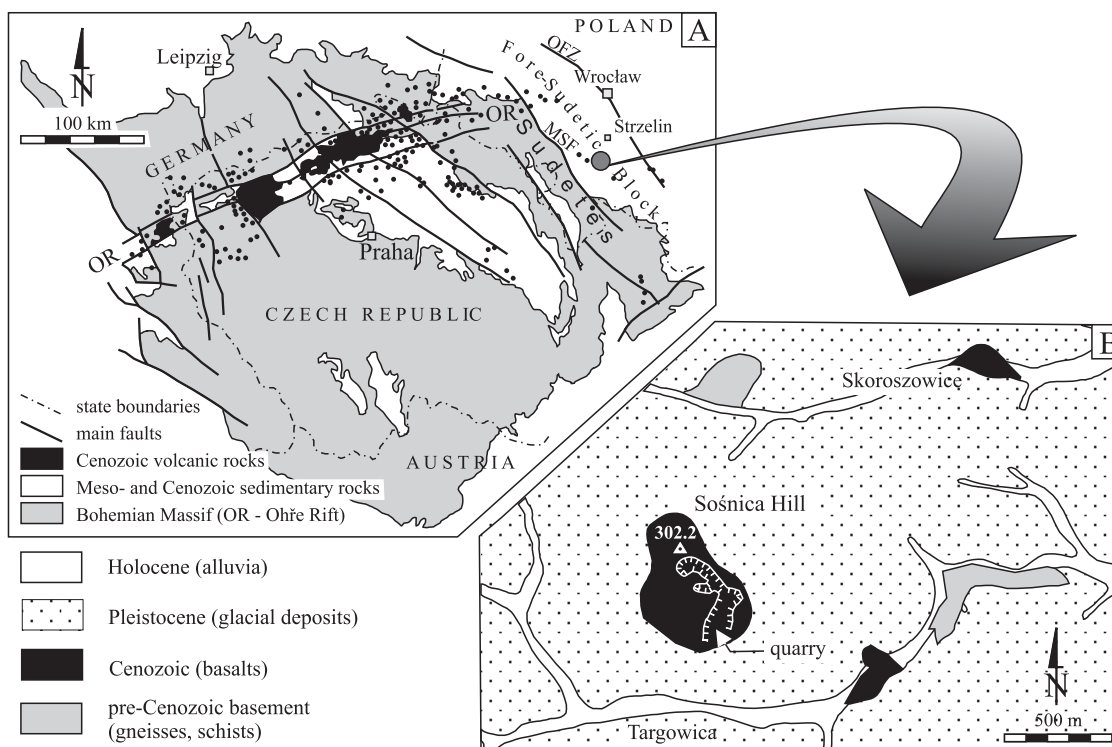 A
POLAND
Leipzig
N
100 km
OFZ
Wrocław
Fore-Sudetic Block
Strzelin
OR
MSF
Sudetes
GERMANY
OR
Praha
CZECH REPUBLIC
AUSTRIA
state boundaries
main faults
Cenozoic volcanic rocks
Meso- and Cenozoic sedimentary rocks
Bohemian Massif (OR - Ohře Rift)
Holocene (alluvia)
Pleistocene (glacial deposits)
Cenozoic (basalts)
pre-Cenozoic basement
(gneisses, schists)
B
Skoroszowice
Sośnica Hill
302.2
quarry
Targowica
N
500 m